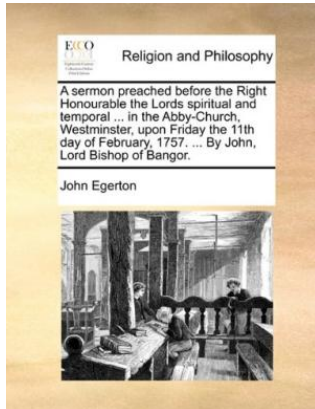 ECCO
Religion and Philosophy
A sermon preached before the Right
Honourable the Lords spiritual and
temporal ... in the Abby-Church,
Westminster, upon Friday the 11th
day of February, 1757. ... By John,
Lord Bishop of Bangor.
John Egerton